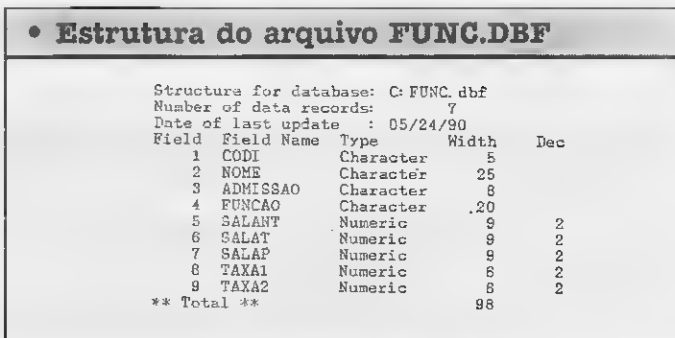 • Estrutura do arquivo FUNC.DBF
Structure for database: C:FUNC.dbf
Number of data records: 7
Date of last update : 05/24/90
Field Field Name Type Width Dec
1 CODI Character 5
2 NOME Character 25
3 ADMISSAO Character 8
4 FUNCAO Character 20
5 SALANT Numeric 9 2
6 SALAT Numeric 9 2
7 SALAP Numeric 9 2
8 TAXA1 Numeric 6 2
9 TAXA2 Numeric 6 2
** Total ** 98